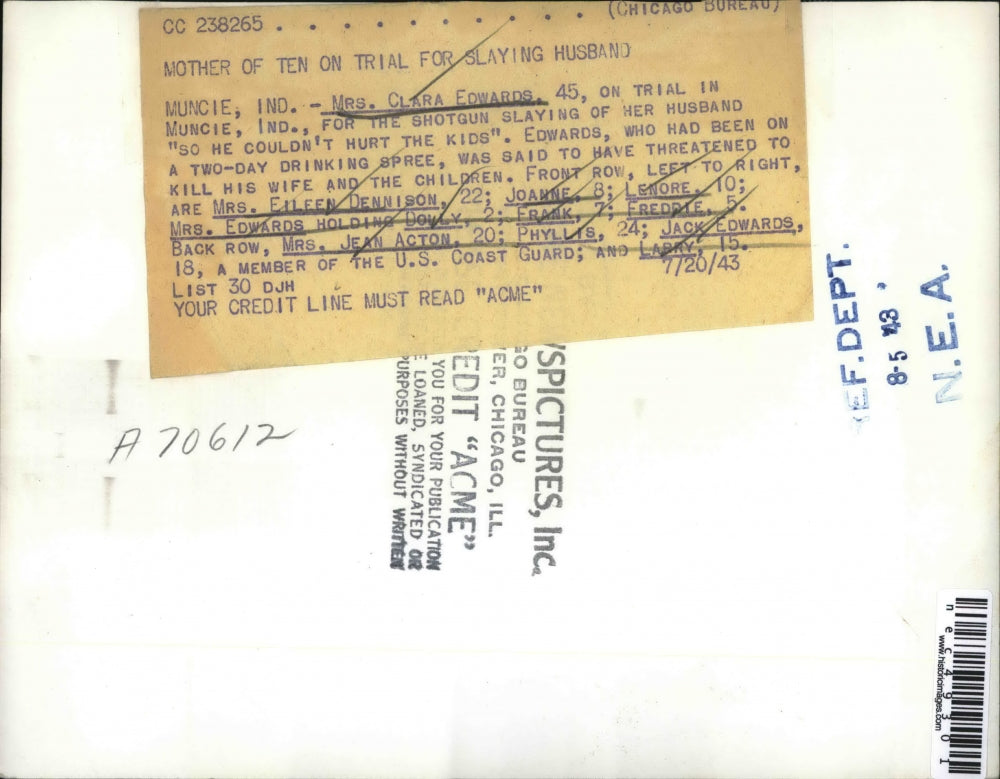 CC 238265 . . . . . . . . . . (CHICAGO BUREAU)
MOTHER OF TEN ON TRIAL FOR SLAYING HUSBAND
MUNCIE, IND. - MRS. CLARA EDWARDS, 45, ON TRIAL IN
MUNCIE, IND., FOR THE SHOTGUN SLAYING OF HER HUSBAND
"SO HE COULDN'T HURT THE KIDS". EDWARDS, WHO HAD BEEN ON
A TWO-DAY DRINKING SPREE, WAS SAID TO HAVE THREATENED TO
KILL HIS WIFE AND THE CHILDREN. FRONT ROW, LEFT TO RIGHT,
ARE MRS. EILEEN DENNISON, 22; JOANNE, 8; LENORE, 10;
MRS. EDWARDS HOLDING DOLLY, 2; FRANK, 7; FREDDIE, 5.
BACK ROW, MRS. JEAN ACTON, 20; PHYLLIS, 24; JACK EDWARDS,
18, A MEMBER OF THE U.S. COAST GUARD; AND LARRY, 15.
LIST 30 DJH 7/20/43
YOUR CREDIT LINE MUST READ "ACME"
WSPICTURES, Inc.
GO BUREAU
ER, CHICAGO, ILL.
EDIT "ACME"
YOU FOR YOUR PUBLICATION
E LOANED, SYNDICATED OR
PURPOSES WITHOUT WRITTEN
A70612
EF. DEPT.
8-5 '43
N.E.A.
nec49301
www.historicimages.com